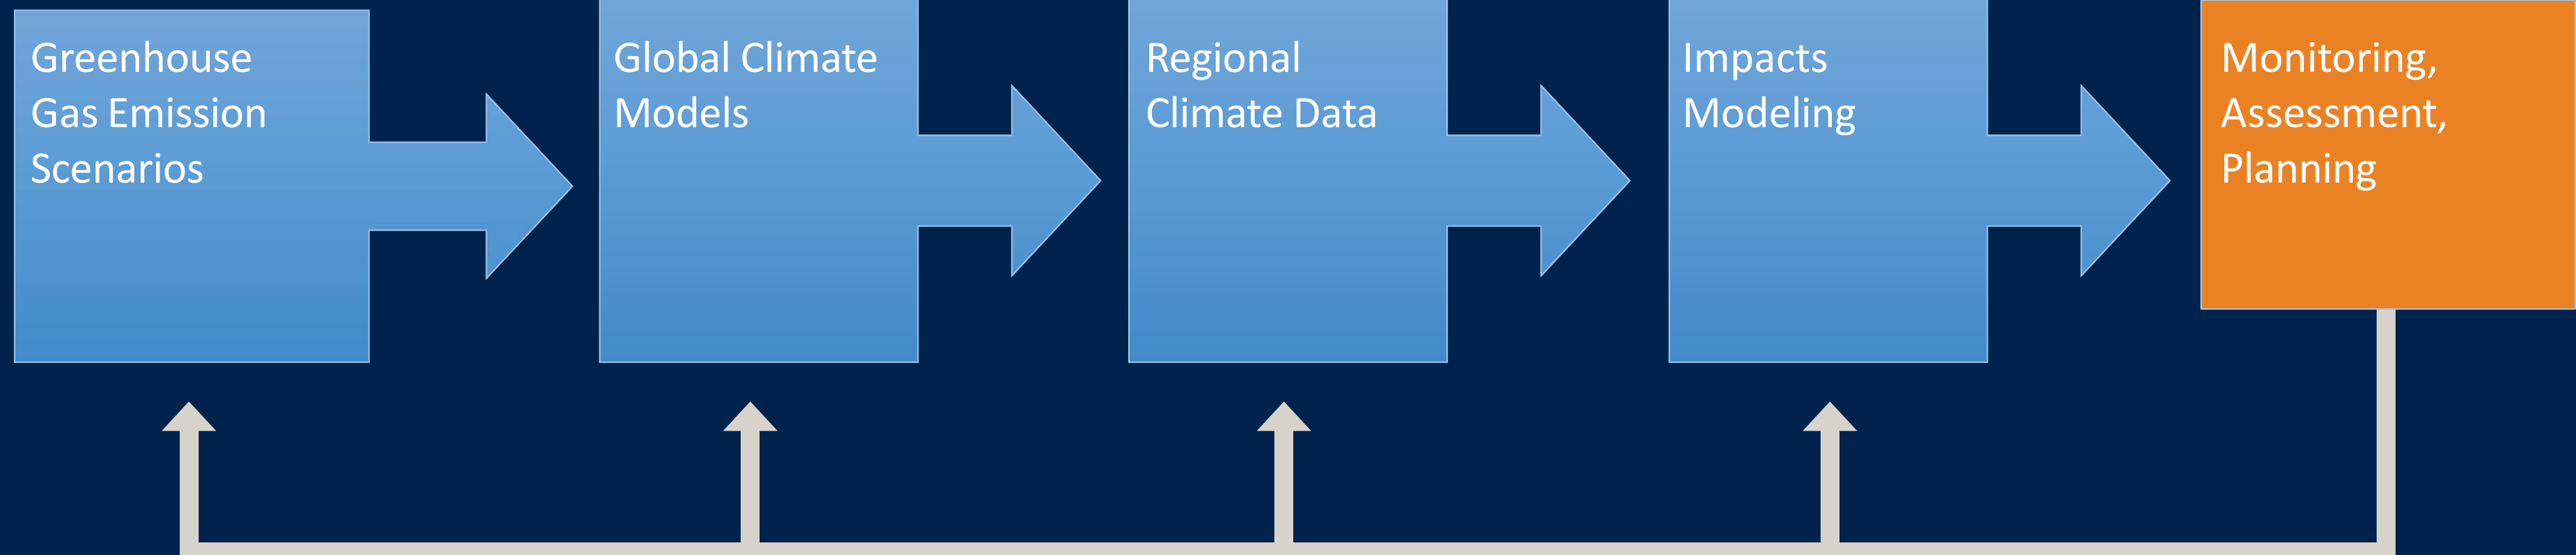 Greenhouse
Gas Emission
Scenarios
Global Climate
Models
Regional
Climate Data
Impacts
Modeling
Monitoring,
Assessment,
Planning